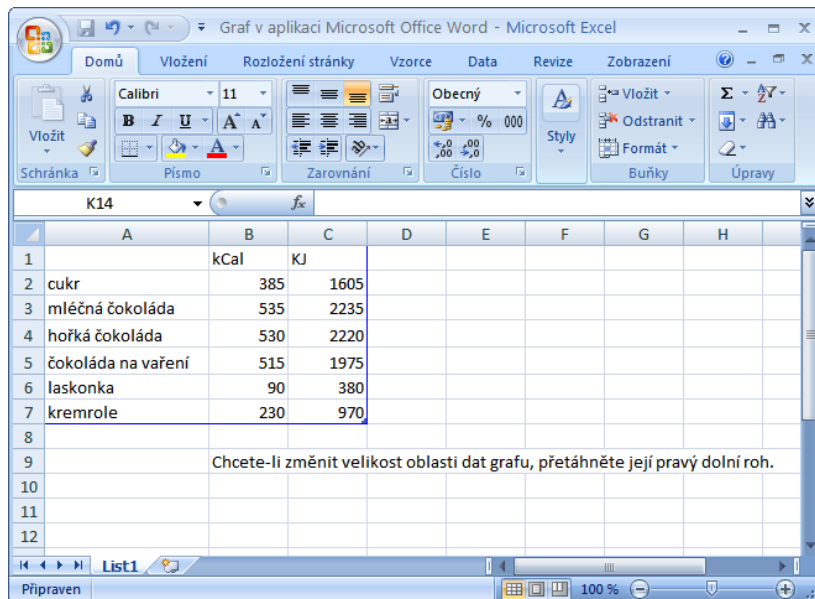 Graf v aplikaci Microsoft Office Word - Microsoft Excel
Domů Vložení Rozložení stránky Vzorce Data Revize Zobrazení
Calibri 11 Obecný Vložit Σ
Vložit B I U A A % 000 Styly Odstranit
A ,00 ,00 Formát
Schránka Písmo Zarovnání Číslo Buňky Úpravy
K14 fx
A B C D E F G H
1 kCal KJ
2 cukr 385 1605
3 mléčná čokoláda 535 2235
4 hořká čokoláda 530 2220
5 čokoláda na vaření 515 1975
6 laskonka 90 380
7 kremrole 230 970
8
9 Chcete-li změnit velikost oblasti dat grafu, přetáhněte její pravý dolní roh.
10
11
12
List1
Připraven 100 %